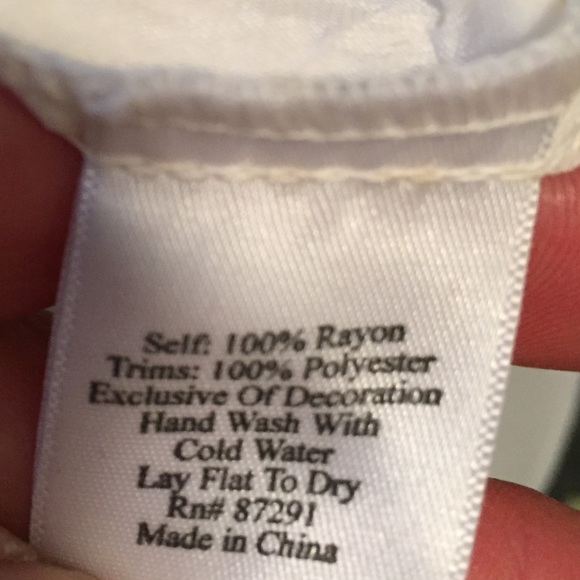 Self: 100% Rayon
Trims: 100% Polyester
Exclusive Of Decoration
Hand Wash With
Cold Water
Lay Flat To Dry
Rn# 87291
Made in China